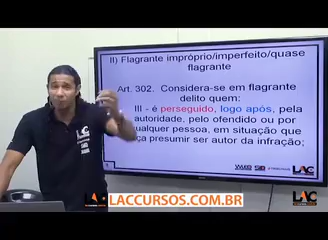 II) Flagrante impróprio/imperfeito/quase
flagrante
Art. 302. Considera-se em flagrante
delito quem:
III - é perseguido, logo após, pela
autoridade, pelo ofendido ou por
qualquer pessoa, em situação que
faça presumir ser autor da infração;
LAC
LAC
LACCURSOS.COM.BR
LAC